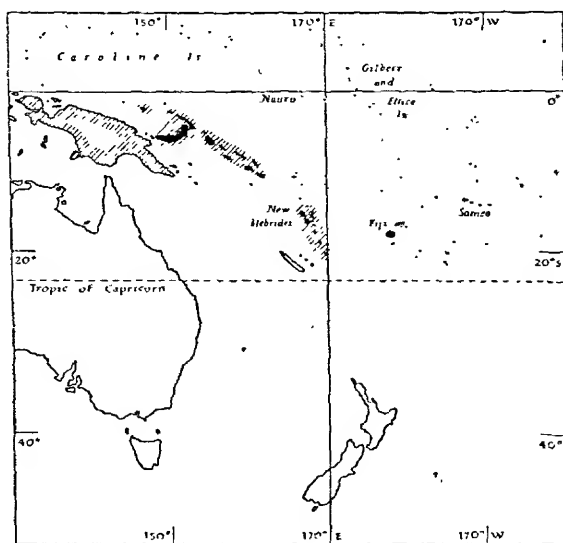 150° 170° E 170° W
Caroline Is
Gilbert
and
Ellice
Is
Nauru
0°
New
Hebrides
Fiji Is.
Samoa
20° 20°S
Tropic of Capricorn
40° 40°
150° 170° E 170° W